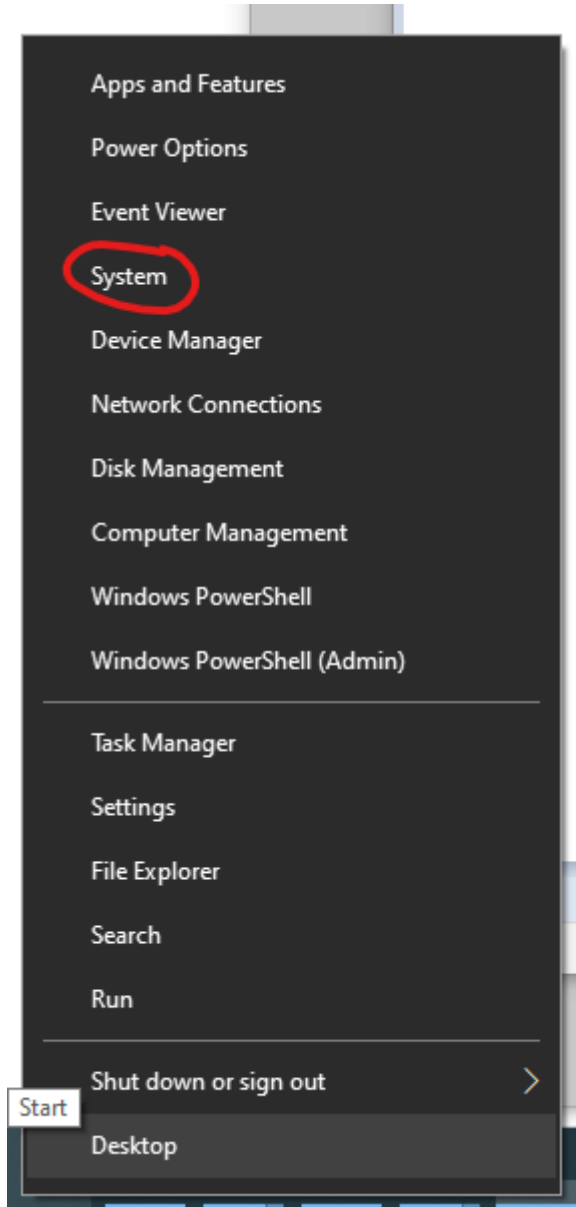 Apps and Features
Power Options
Event Viewer
System
Device Manager
Network Connections
Disk Management
Computer Management
Windows PowerShell
Windows PowerShell (Admin)
Task Manager
Settings
File Explorer
Search
Run
Shut down or sign out
Start
Desktop